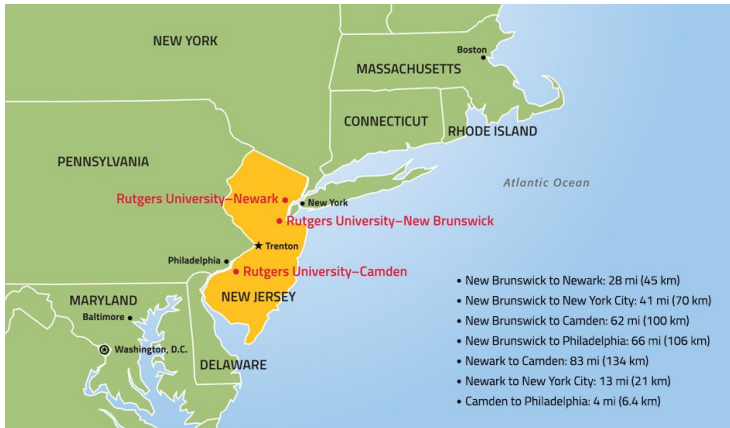 NEW YORK
Boston
MASSACHUSETTS
CONNECTICUT
RHODE ISLAND
PENNSYLVANIA
Atlantic Ocean
Rutgers University–Newark
New York
Rutgers University–New Brunswick
Trenton
Philadelphia
Rutgers University–Camden
NEW JERSEY
MARYLAND
Baltimore
Washington, D.C.
DELAWARE
• New Brunswick to Newark: 28 mi (45 km)
• New Brunswick to New York City: 41 mi (70 km)
• New Brunswick to Camden: 62 mi (100 km)
• New Brunswick to Philadelphia: 66 mi (106 km)
• Newark to Camden: 83 mi (134 km)
• Newark to New York City: 13 mi (21 km)
• Camden to Philadelphia: 4 mi (6.4 km)